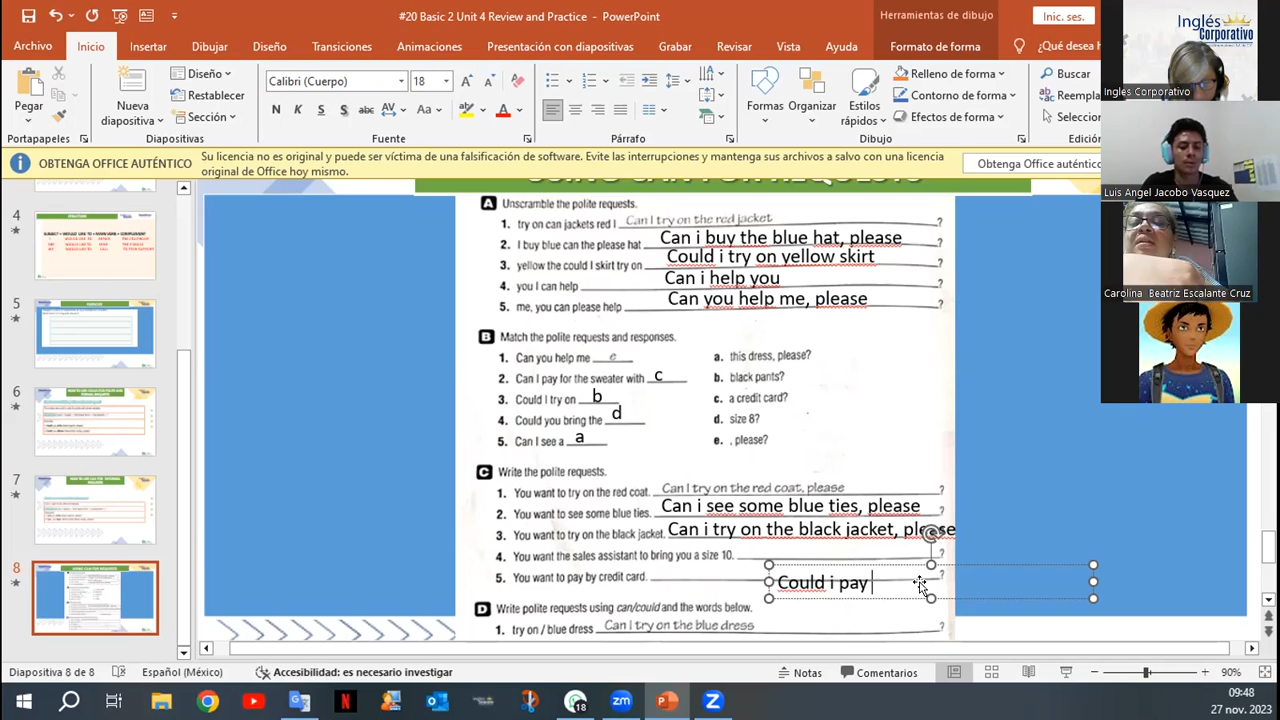 #20 Basic 2 Unit 4 Review and Practice - PowerPoint
Herramientas de dibujo
Inic. ses.
Archivo Inicio Insertar Dibujar Diseño Transiciones Animaciones Presentación con diapositivas Grabar Revisar Vista Ayuda Formato de forma ¿Qué desea h
Pegar
Nueva diapositiva
Diseño
Restablecer
Sección
Calibri (Cuerpo) 18
N K S S abc AV Aa A
Formas Organizar Estilos rápidos
Relleno de forma
Contorno de forma
Efectos de forma
Buscar
Reempla
Seleccion
Portapapeles Diapositivas Fuente Párrafo Dibujo Edición
OBTENGA OFFICE AUTÉNTICO Su licencia no es original y puede ser víctima de una falsificación de software. Evite las interrupciones y mantenga sus archivos a salvo con una licencia
original de Office hoy mismo.
Obtenga Office auténtico
Inglés
Corporativo
Ingles Corporativo
Luis Angel Jacobo Vasquez
Carolina Beatriz Escalante Cruz
4
5
6
7
8
A Unscramble the polite requests.
1. try on can jackets red I Can I try on the red jacket ?
2. I buy blue can the please hat Can i buy the blue hat, please ?
3. yellow the could I skirt try on Could i try on yellow skirt ?
4. you I can help Can i help you ?
5. me, you can please help Can you help me, please ?
B Match the polite requests and responses.
1. Can you help me e
2. Can I pay for the sweater with c
3. Could I try on b
4. Could you bring the d
5. Can I see a a
a. this dress, please?
b. black pants?
c. a credit card?
d. size 8?
e. , please?
C Write the polite requests.
1. You want to try on the red coat. Can I try on the red coat, please ?
2. You want to see some blue ties. Can i see some blue ties, please ?
3. You want to try on the black jacket. Can i try on the black jacket, please
4. You want the sales assistant to bring you a size 10. ?
5. You want to pay by credit card. Could i pay ?
D Write polite requests using can/could and the words below.
1. try on / blue dress Can I try on the blue dress ?
Diapositiva 8 de 8 Español (México) Accesibilidad: es necesario investigar Notas Comentarios 90%
18
09:48
27 nov. 2023